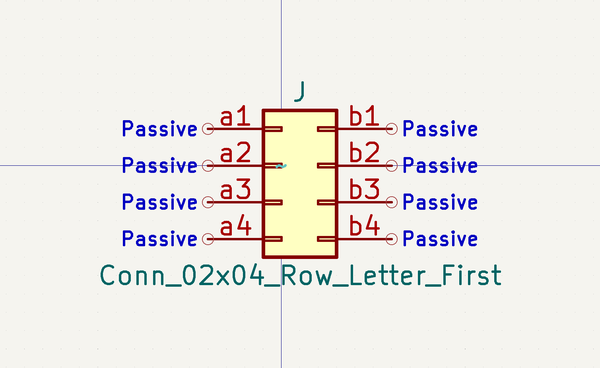 J
Passive a1 b1 Passive
Passive a2 b2 Passive
Passive a3 b3 Passive
Passive a4 b4 Passive
Conn_02x04_Row_Letter_First